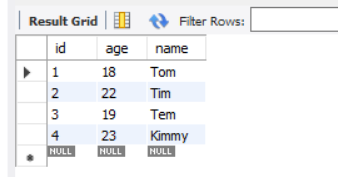 Result Grid Filter Rows:
id age name
1 18 Tom
2 22 Tim
3 19 Tem
4 23 Kimmy
NULL NULL NULL